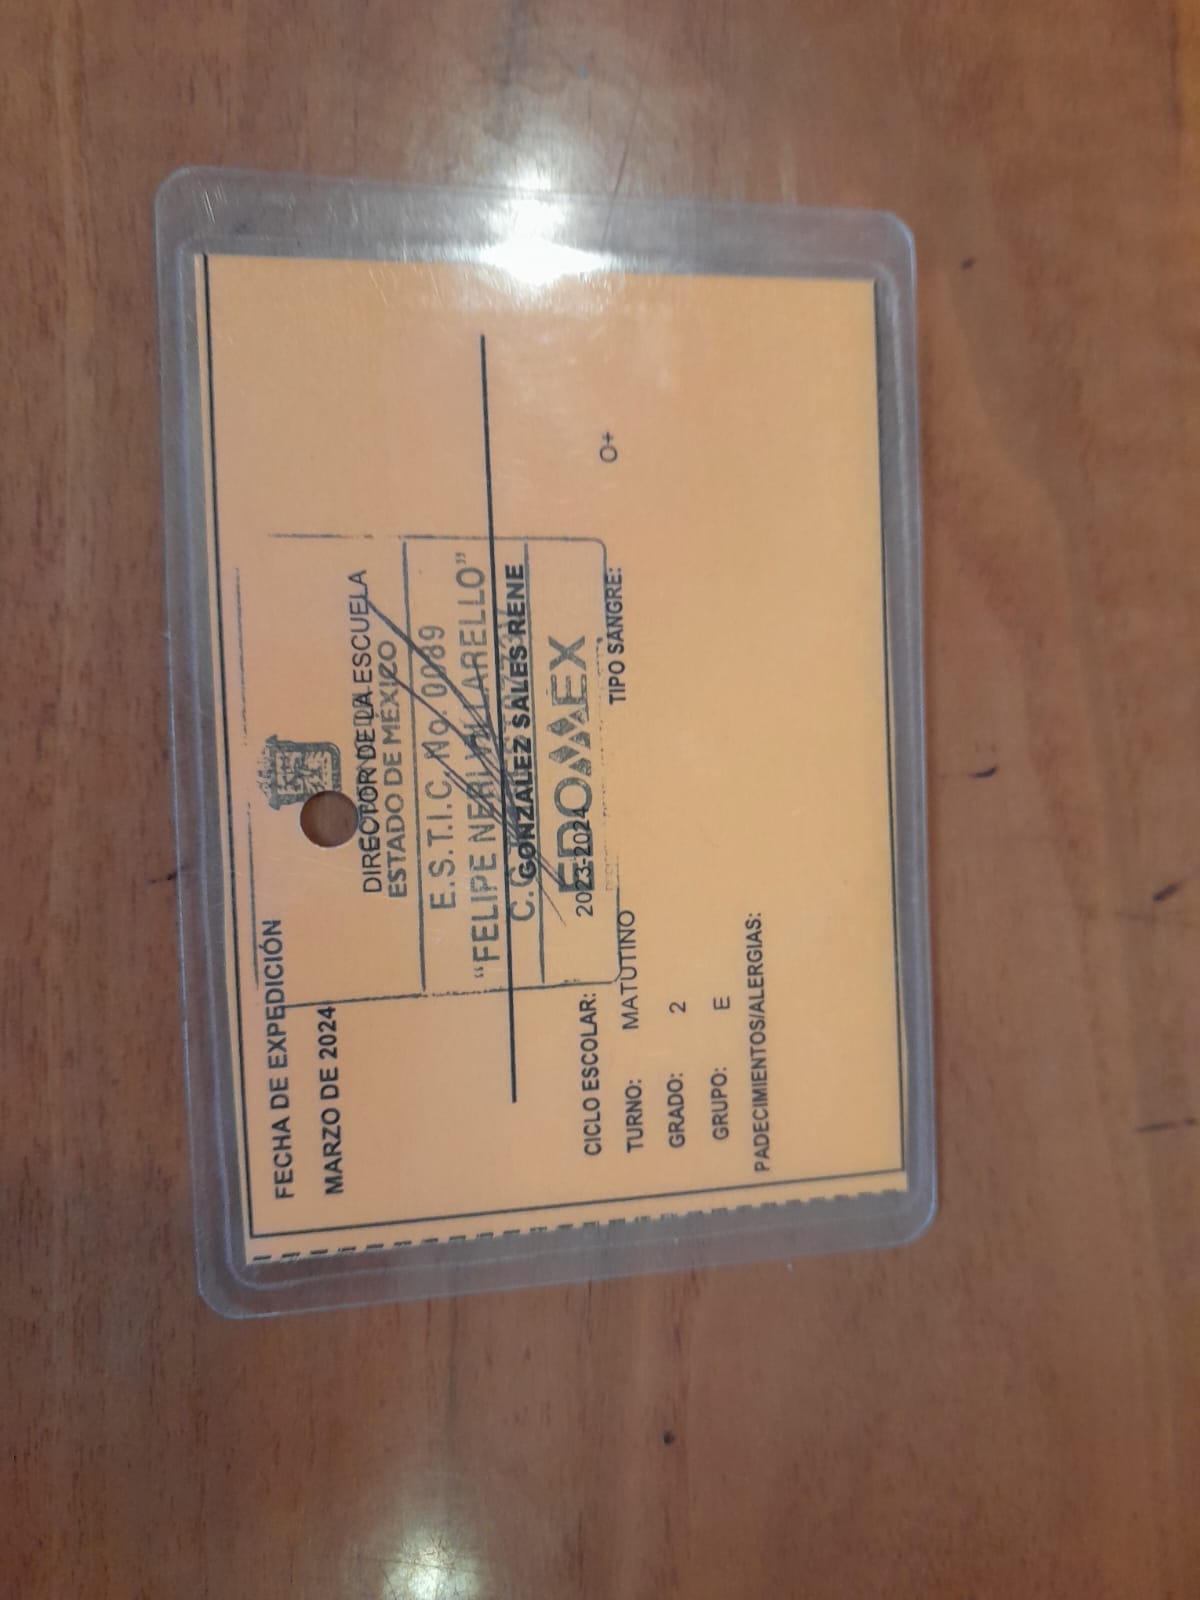 FECHA DE EXPEDICIÓN
MARZO DE 2024
DIRECTOR DE LA ESCUELA
ESTADO DE MÉXICO
E.S.T.I.C. No. 0089
"FELIPE NERI VILLARELLO"
C.C.T.
GONZALEZ SALES RENE
EDOMEX
CICLO ESCOLAR: 2023-2024
TURNO: MATUTINO TIPO SANGRE: O+
GRADO: 2
GRUPO: E
PADECIMIENTOS/ALERGIAS: